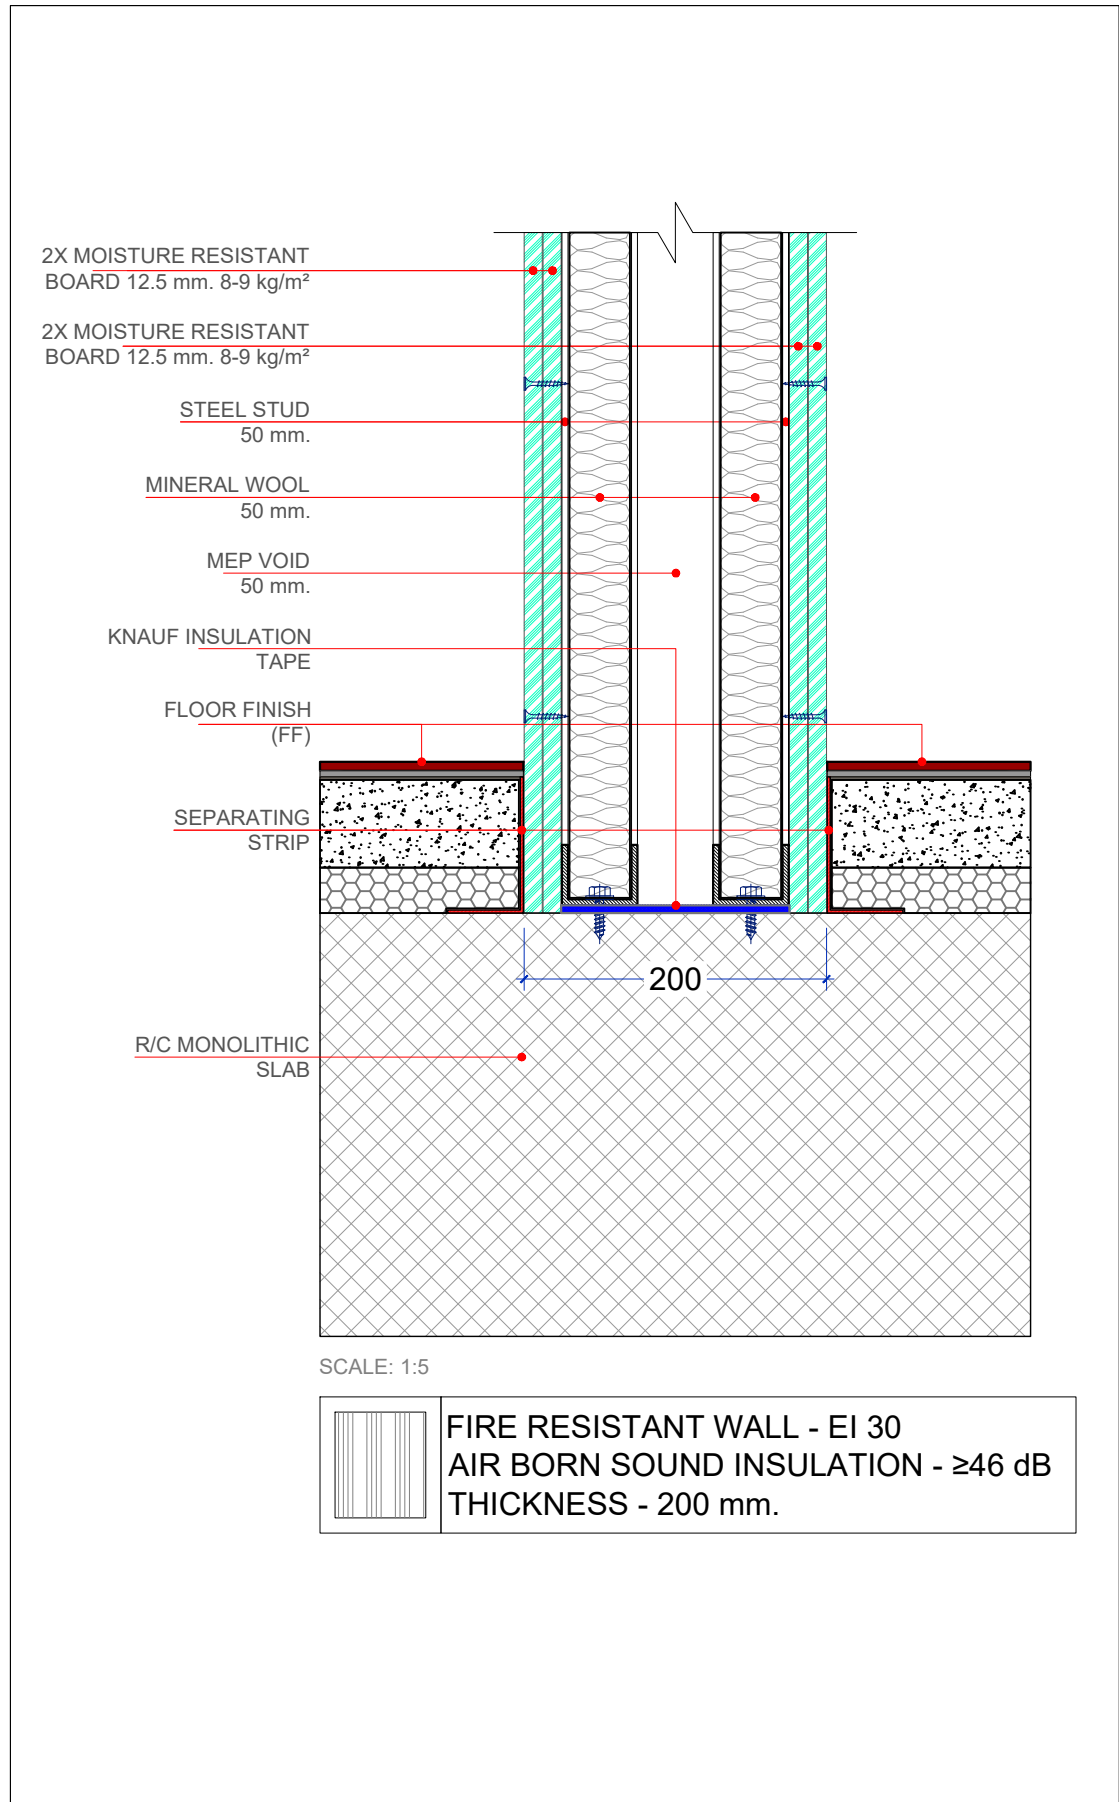 2X MOISTURE RESISTANT
BOARD 12.5 mm. 8-9 kg/m²
2X MOISTURE RESISTANT
BOARD 12.5 mm. 8-9 kg/m²
STEEL STUD
50 mm.
MINERAL WOOL
50 mm.
MEP VOID
50 mm.
KNAUF INSULATION
TAPE
FLOOR FINISH
(FF)
SEPARATING
STRIP
200
R/C MONOLITHIC
SLAB
SCALE: 1:5
FIRE RESISTANT WALL - EI 30
AIR BORN SOUND INSULATION - ≥46 dB
THICKNESS - 200 mm.